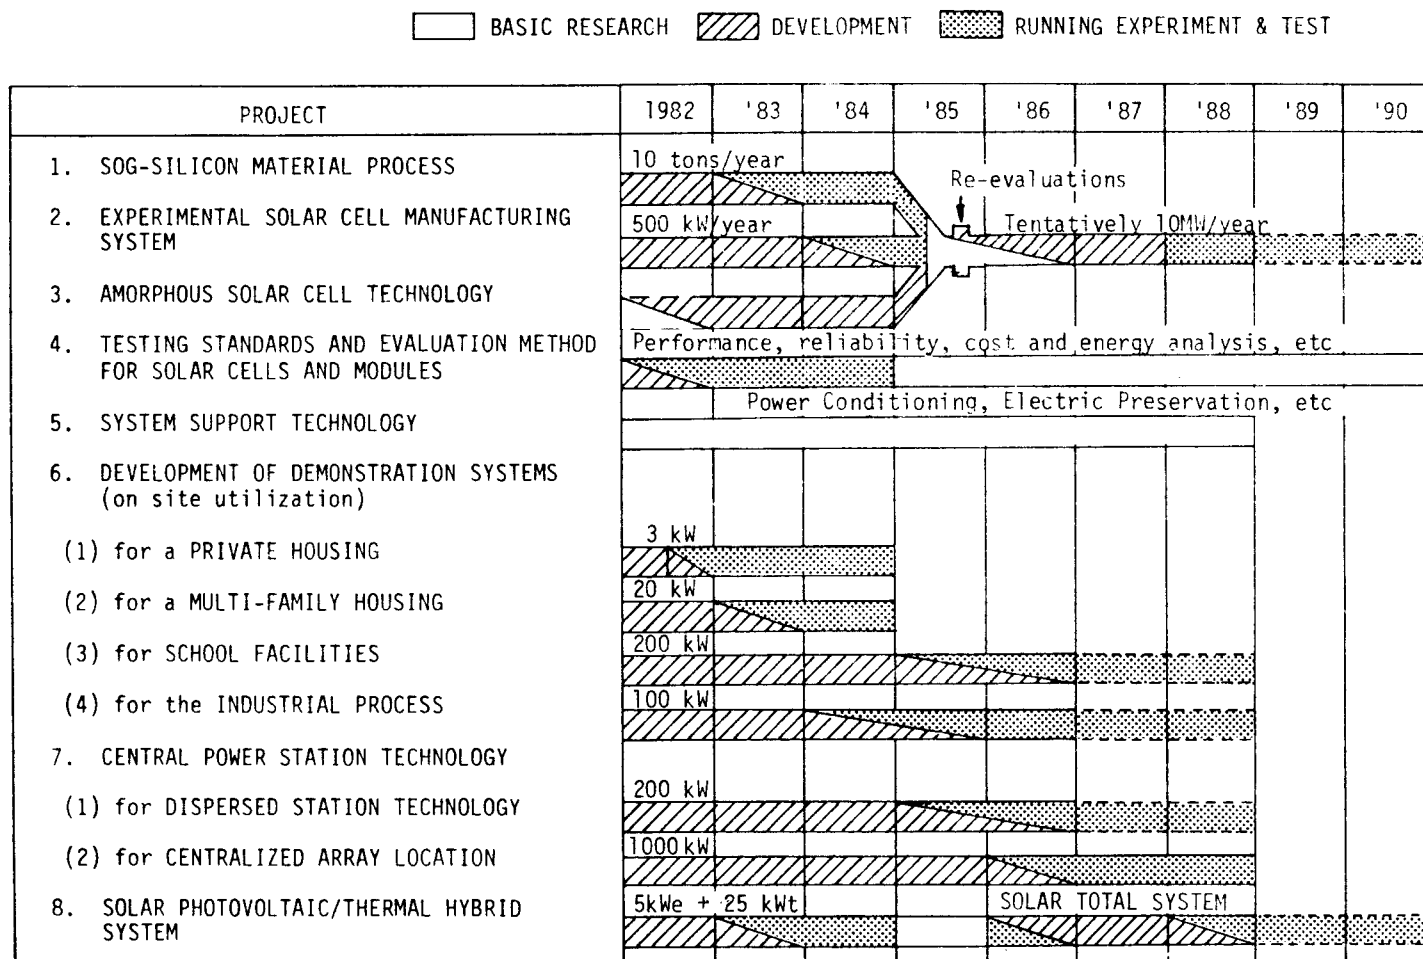 BASIC RESEARCH DEVELOPMENT RUNNING EXPERIMENT & TEST
PROJECT 1982 '83 '84 '85 '86 '87 '88 '89 '90
10 tons/year
1. SOG-SILICON MATERIAL PROCESS
Re-evaluations
2. EXPERIMENTAL SOLAR CELL MANUFACTURING
SYSTEM
500 kW/year
Tentatively 10MW/year
3. AMORPHOUS SOLAR CELL TECHNOLOGY
4. TESTING STANDARDS AND EVALUATION METHOD
FOR SOLAR CELLS AND MODULES
Performance, reliability, cost and energy analysis, etc
Power Conditioning, Electric Preservation, etc
5. SYSTEM SUPPORT TECHNOLOGY
6. DEVELOPMENT OF DEMONSTRATION SYSTEMS
(on site utilization)
3 kW
(1) for a PRIVATE HOUSING
20 kW
(2) for a MULTI-FAMILY HOUSING
200 kW
(3) for SCHOOL FACILITIES
100 kW
(4) for the INDUSTRIAL PROCESS
7. CENTRAL POWER STATION TECHNOLOGY
200 kW
(1) for DISPERSED STATION TECHNOLOGY
1000 kW
(2) for CENTRALIZED ARRAY LOCATION
8. SOLAR PHOTOVOLTAIC/THERMAL HYBRID
SYSTEM
5kWe + 25 kWt
SOLAR TOTAL SYSTEM